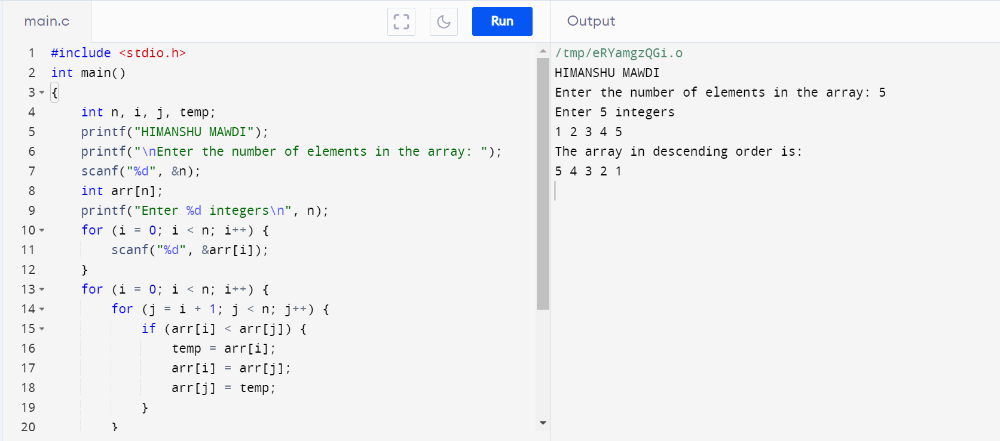 main.c
Run
1 #include <stdio.h>
2 int main()
3 {
4     int n, i, j, temp;
5     printf("HIMANSHU MAWDI");
6     printf("\nEnter the number of elements in the array: ");
7     scanf("%d", &n);
8     int arr[n];
9     printf("Enter %d integers\n", n);
10     for (i = 0; i < n; i++) {
11         scanf("%d", &arr[i]);
12     }
13     for (i = 0; i < n; i++) {
14         for (j = i + 1; j < n; j++) {
15             if (arr[i] < arr[j]) {
16                 temp = arr[i];
17                 arr[i] = arr[j];
18                 arr[j] = temp;
19             }
20         }
Output
/tmp/eRYamgzQGi.o
HIMANSHU MAWDI
Enter the number of elements in the array: 5
Enter 5 integers
1 2 3 4 5
The array in descending order is:
5 4 3 2 1